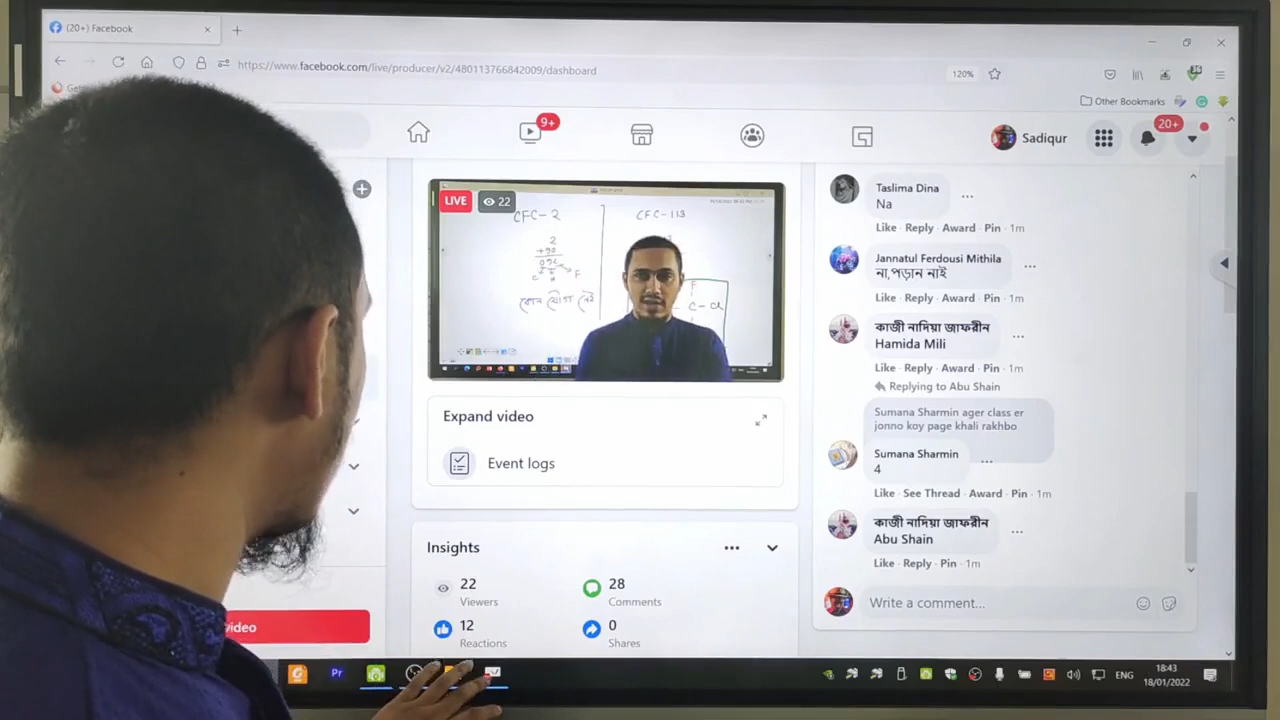 (20+) Facebook
https://www.facebook.com/live/producer/v2/480113766842009/dashboard
120%
Other Bookmarks
9+
Sadiqur
20+
LIVE
22
CFC-2
CFC-113
2
+90
F
C
F
C-Cl
কোন যৌগ নেই
Expand video
Event logs
Insights
22
Viewers
28
Comments
12
Reactions
0
Shares
video
Taslima Dina
Na
Like · Reply · Award · Pin · 1m
Jannatul Ferdousi Mithila
না,পড়ান নাই
Like · Reply · Award · Pin · 1m
কাজী নাদিয়া জাফরীন
Hamida Mili
Like · Reply · Award · Pin · 1m
Replying to Abu Shain
Sumana Sharmin ager class er
jonno koy page khali rakhbo
Sumana Sharmin
4
Like · See Thread · Award · Pin · 1m
কাজী নাদিয়া জাফরীন
Abu Shain
Like · Reply · Pin · 1m
Write a comment...
Pr
ENG
18:43
18/01/2022